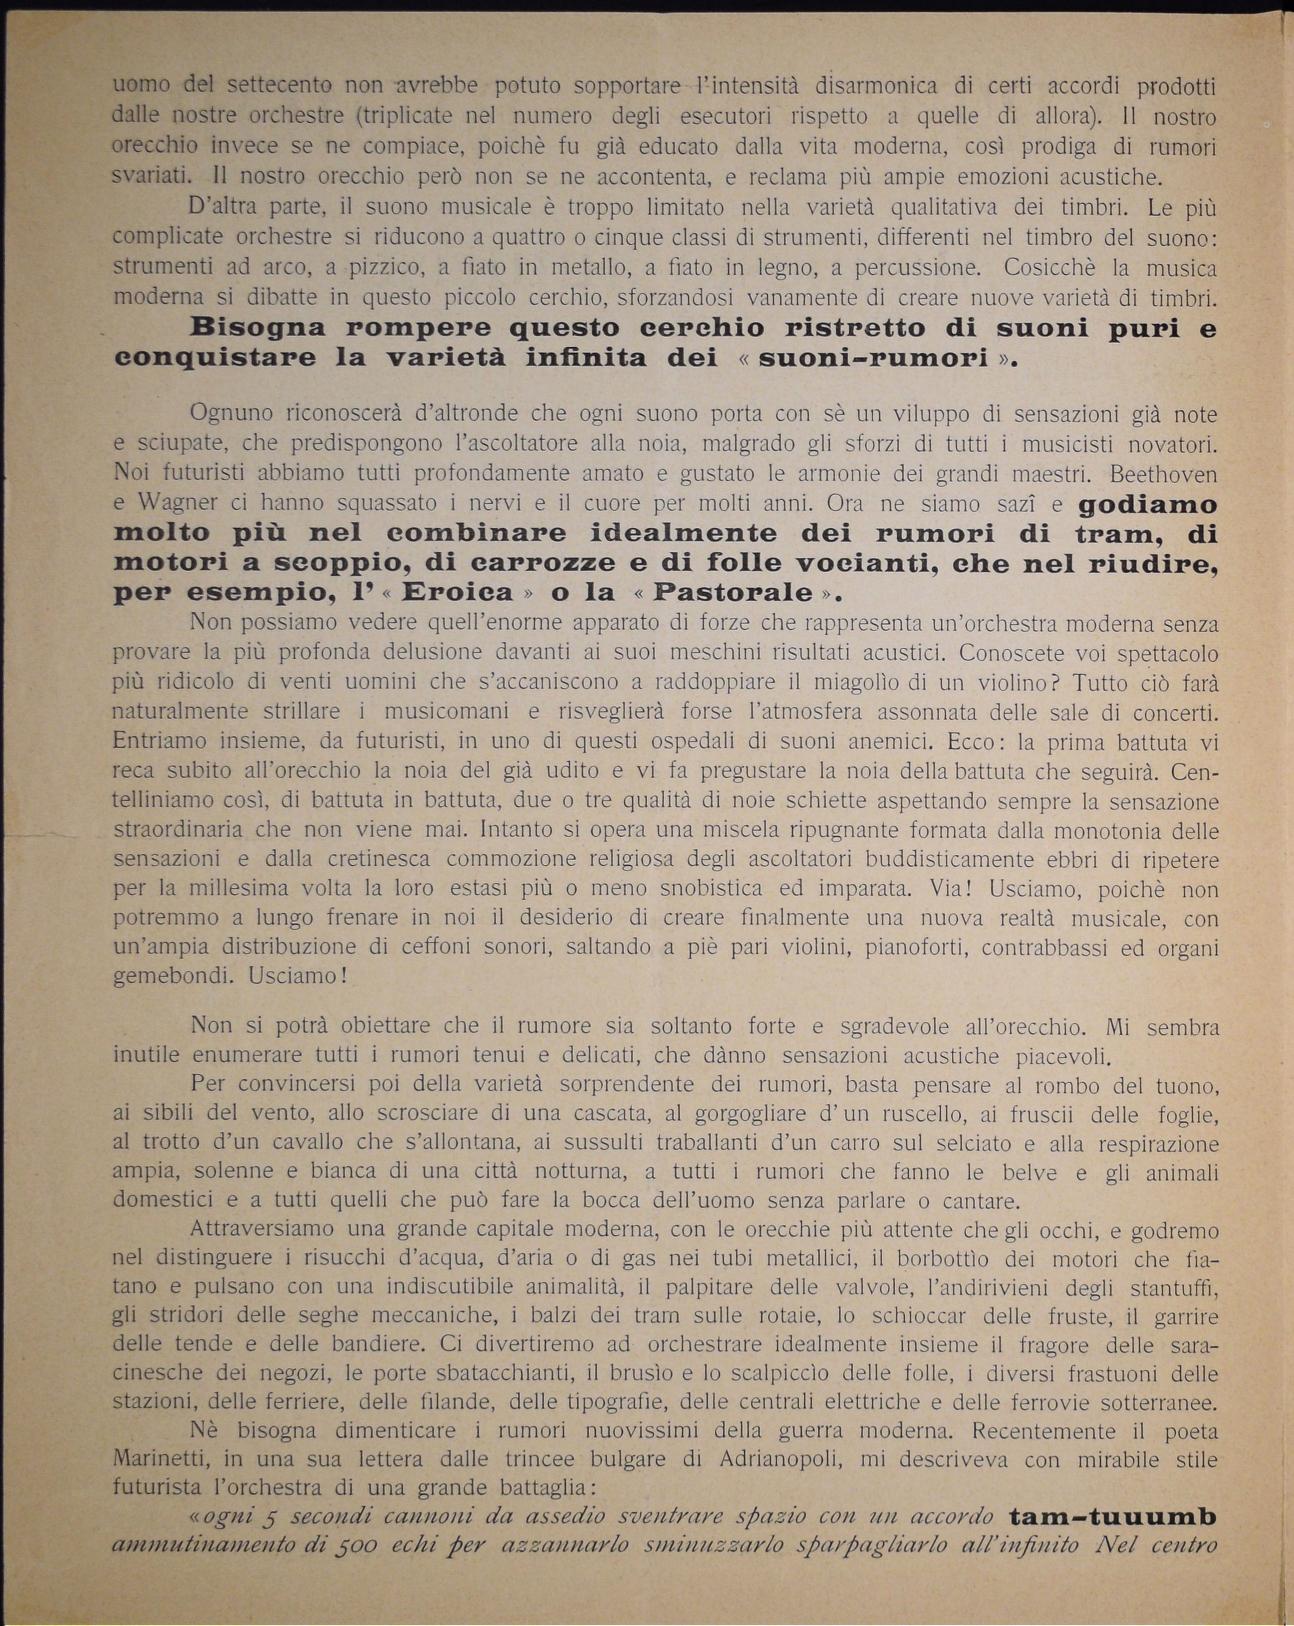 uomo del settecento non avrebbe potuto sopportare l'intensità disarmonica di certi accordi prodotti
dalle nostre orchestre (triplicate nel numero degli esecutori rispetto a quelle di allora). Il nostro
orecchio invece se ne compiace, poichè fu già educato dalla vita moderna, così prodiga di rumori
svariati. Il nostro orecchio però non se ne accontenta, e reclama più ampie emozioni acustiche.
D'altra parte, il suono musicale è troppo limitato nella varietà qualitativa dei timbri. Le più
complicate orchestre si riducono a quattro o cinque classi di strumenti, differenti nel timbro del suono:
strumenti ad arco, a pizzico, a fiato in metallo, a fiato in legno, a percussione. Cosicchè la musica
moderna si dibatte in questo piccolo cerchio, sforzandosi vanamente di creare nuove varietà di timbri.
Bisogna rompere questo cerchio ristretto di suoni puri e
conquistare la varietà infinita dei « suoni-rumori ».
Ognuno riconoscerà d'altronde che ogni suono porta con sè un viluppo di sensazioni già note
e sciupate, che predispongono l'ascoltatore alla noia, malgrado gli sforzi di tutti i musicisti novatori.
Noi futuristi abbiamo tutti profondamente amato e gustato le armonie dei grandi maestri. Beethoven
e Wagner ci hanno squassato i nervi e il cuore per molti anni. Ora ne siamo sazî e godiamo
molto più nel combinare idealmente dei rumori di tram, di
motori a scoppio, di carrozze e di folle vocianti, che nel riudire,
per esempio, l' « Eroica » o la « Pastorale ».
Non possiamo vedere quell'enorme apparato di forze che rappresenta un'orchestra moderna senza
provare la più profonda delusione davanti ai suoi meschini risultati acustici. Conoscete voi spettacolo
più ridicolo di venti uomini che s'accaniscono a raddoppiare il miagolìo di un violino? Tutto ciò farà
naturalmente strillare i musicomani e risveglierà forse l'atmosfera assonnata delle sale di concerti.
Entriamo insieme, da futuristi, in uno di questi ospedali di suoni anemici. Ecco: la prima battuta vi
reca subito all'orecchio la noia del già udito e vi fa pregustare la noia della battuta che seguirà. Cen-
telliniamo così, di battuta in battuta, due o tre qualità di noie schiette aspettando sempre la sensazione
straordinaria che non viene mai. Intanto si opera una miscela ripugnante formata dalla monotonia delle
sensazioni e dalla cretinesca commozione religiosa degli ascoltatori buddisticamente ebbri di ripetere
per la millesima volta la loro estasi più o meno snobistica ed imparata. Via! Usciamo, poichè non
potremmo a lungo frenare in noi il desiderio di creare finalmente una nuova realtà musicale, con
un'ampia distribuzione di ceffoni sonori, saltando a piè pari violini, pianoforti, contrabbassi ed organi
gemebondi. Usciamo!
Non si potrà obiettare che il rumore sia soltanto forte e sgradevole all'orecchio. Mi sembra
inutile enumerare tutti i rumori tenui e delicati, che dànno sensazioni acustiche piacevoli.
Per convincersi poi della varietà sorprendente dei rumori, basta pensare al rombo del tuono,
ai sibili del vento, allo scrosciare di una cascata, al gorgogliare d'un ruscello, ai fruscii delle foglie,
al trotto d'un cavallo che s'allontana, ai sussulti traballanti d'un carro sul selciato e alla respirazione
ampia, solenne e bianca di una città notturna, a tutti i rumori che fanno le belve e gli animali
domestici e a tutti quelli che può fare la bocca dell'uomo senza parlare o cantare.
Attraversiamo una grande capitale moderna, con le orecchie più attente che gli occhi, e godremo
nel distinguere i risucchi d'acqua, d'aria o di gas nei tubi metallici, il borbottìo dei motori che fia-
tano e pulsano con una indiscutibile animalità, il palpitare delle valvole, l'andirivieni degli stantuffi,
gli stridori delle seghe meccaniche, i balzi dei tram sulle rotaie, lo schioccar delle fruste, il garrire
delle tende e delle bandiere. Ci divertiremo ad orchestrare idealmente insieme il fragore delle sara-
cinesche dei negozi, le porte sbatacchianti, il brusìo e lo scalpiccìo delle folle, i diversi frastuoni delle
stazioni, delle ferriere, delle filande, delle tipografie, delle centrali elettriche e delle ferrovie sotterranee.
Nè bisogna dimenticare i rumori nuovissimi della guerra moderna. Recentemente il poeta
Marinetti, in una sua lettera dalle trincee bulgare di Adrianopoli, mi descriveva con mirabile stile
futurista l'orchestra di una grande battaglia:
«ogni 5 secondi cannoni da assedio sventrare spazio con un accordo tam-tuuumb
ammutinamento di 500 echi per azzannarlo sminuzzarlo sparpagliarlo all'infinito Nel centro